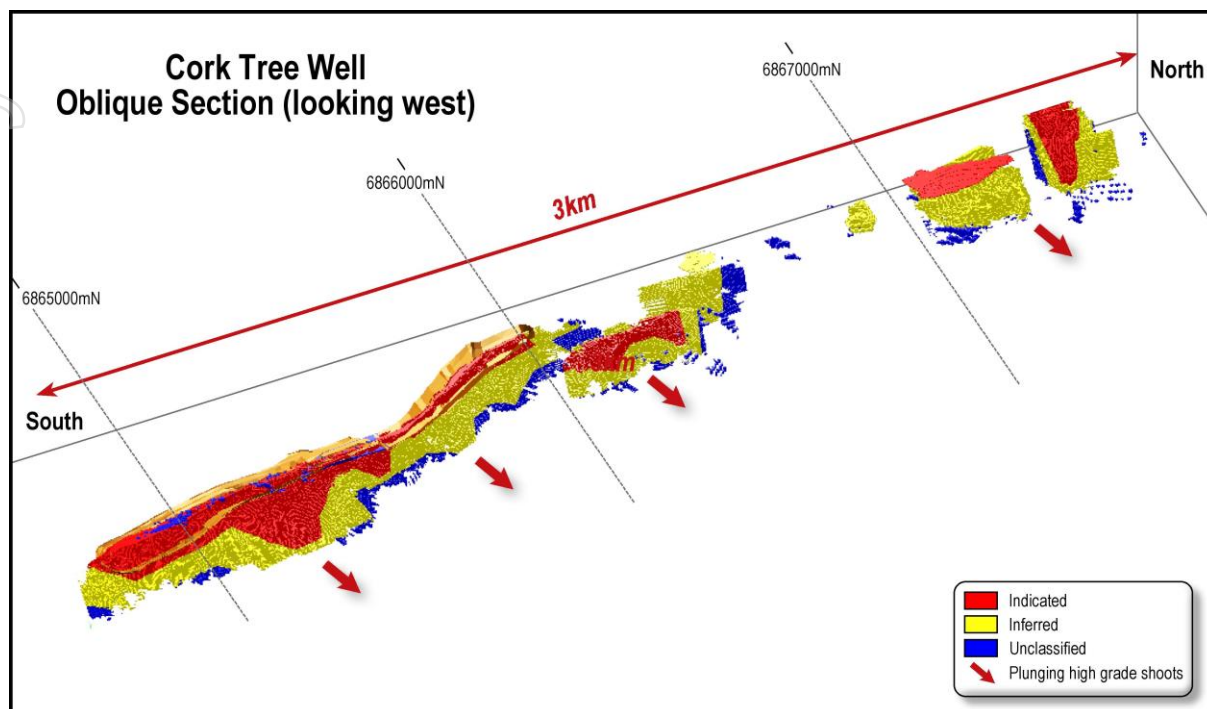 Cork Tree Well
Oblique Section (looking west)
6867000mN
North
6866000mN
3km
6865000mN
South
Indicated
Inferred
Unclassified
Plunging high grade shoots